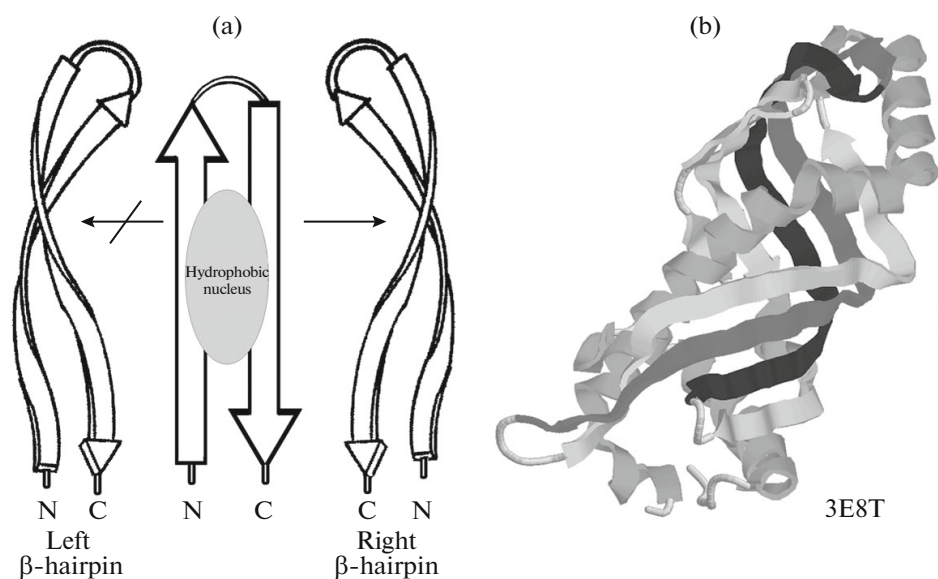 (a)
(b)
Hydrophobic
nucleus
N C
N C
C N
Left
β-hairpin
Right
β-hairpin
3E8T